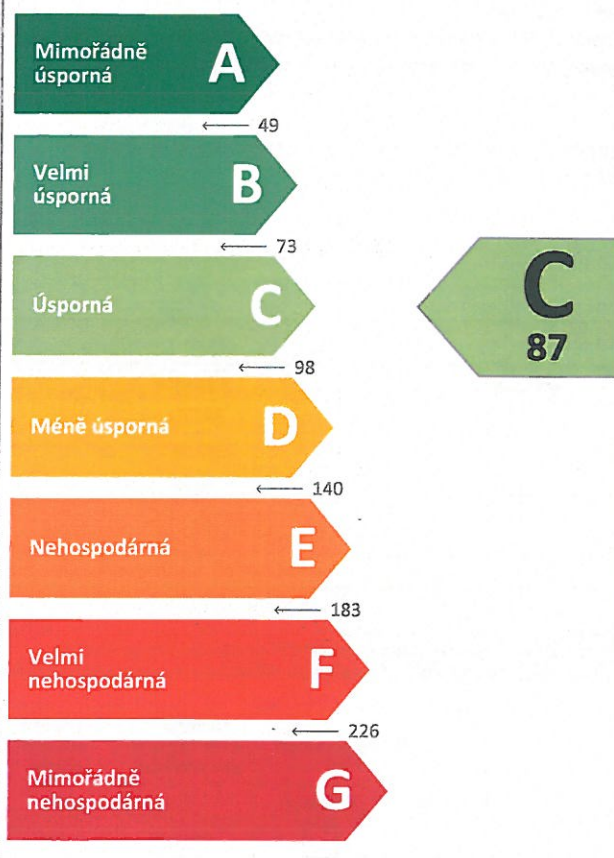 Mimořádně
úsporná
A
49
Velmi
úsporná
B
73
Úsporná
C
98
C
87
Méně úsporná
D
140
Nehospodárná
E
183
Velmi
nehospodárná
F
226
Mimořádně
nehospodárná
G